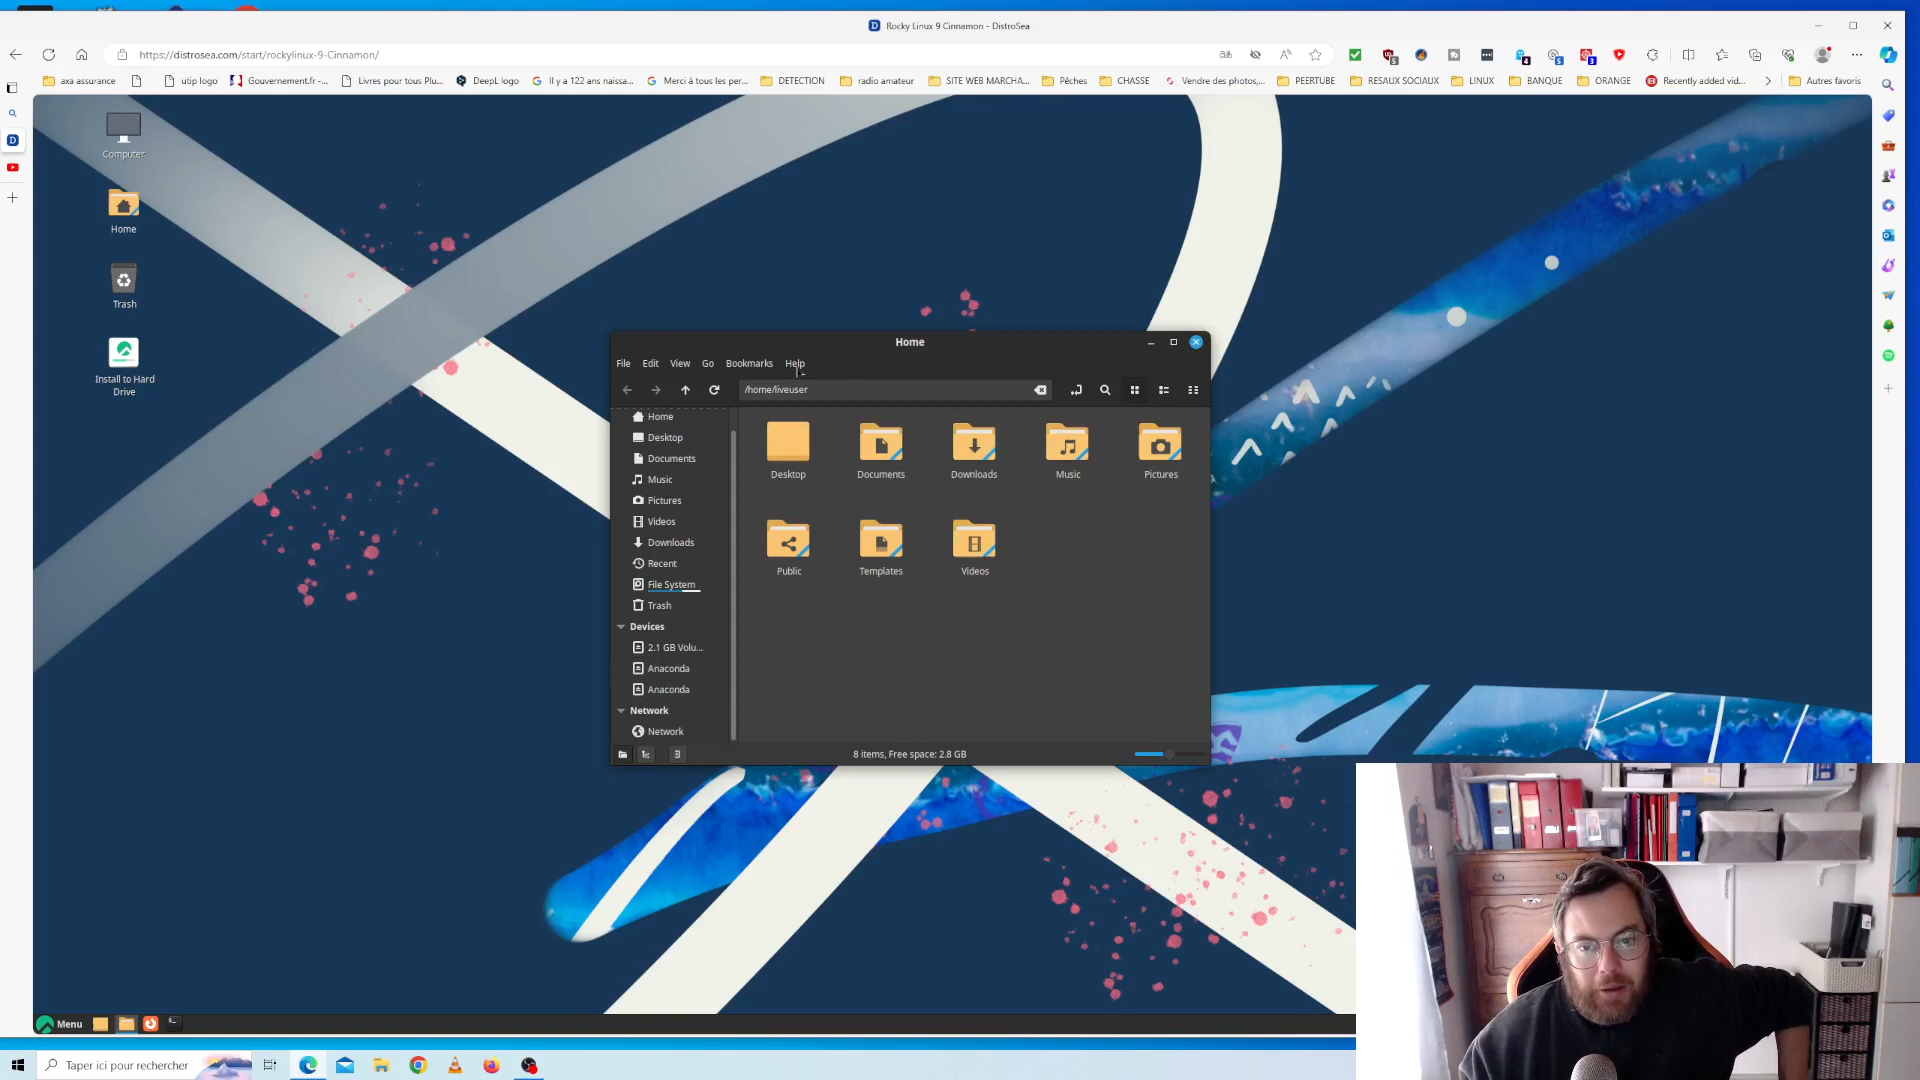 Rocky Linux 9 Cinnamon - DistroSea
https://distrosea.com/start/rockylinux-9-Cinnamon/
axa assurance
utip logo
Gouvernement.fr -...
Livres pour tous Plu...
DeepL logo
Il y a 122 ans naissa...
Merci à tous les per...
DETECTION
radio amateur
SITE WEB MARCHA...
Pêches
CHASSE
Vendre des photos,...
PEERTUBE
RESAUX SOCIAUX
LINUX
BANQUE
ORANGE
Recently added vid...
Autres favoris
Computer
Home
Trash
Install to Hard
Drive
Home
File Edit View Go Bookmarks Help
/home/liveuser
Home
Desktop
Documents
Music
Pictures
Videos
Downloads
Recent
File System
Trash
Devices
2.1 GB Volu...
Anaconda
Anaconda
Network
Network
Desktop
Documents
Downloads
Music
Pictures
Public
Templates
Videos
8 items, Free space: 2.8 GB
Menu
Taper ici pour rechercher